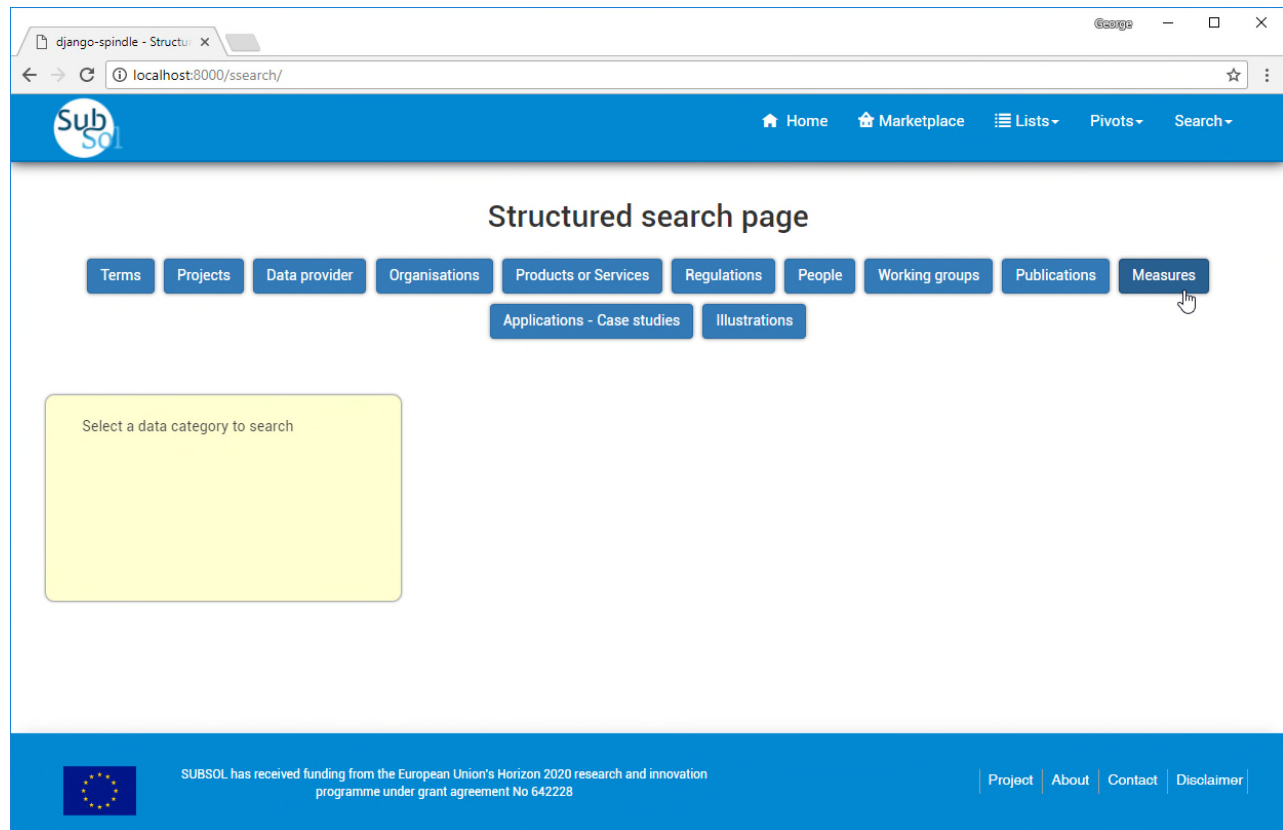 George
django-spindle - Structu
localhost:8000/ssearch/
Sub
Sol
Home Marketplace Lists Pivots Search
Structured search page
Terms Projects Data provider Organisations Products or Services Regulations People Working groups Publications Measures
Applications - Case studies Illustrations
Select a data category to search
SUBSOL has received funding from the European Union's Horizon 2020 research and innovation
programme under grant agreement No 642228
Project About Contact Disclaimer